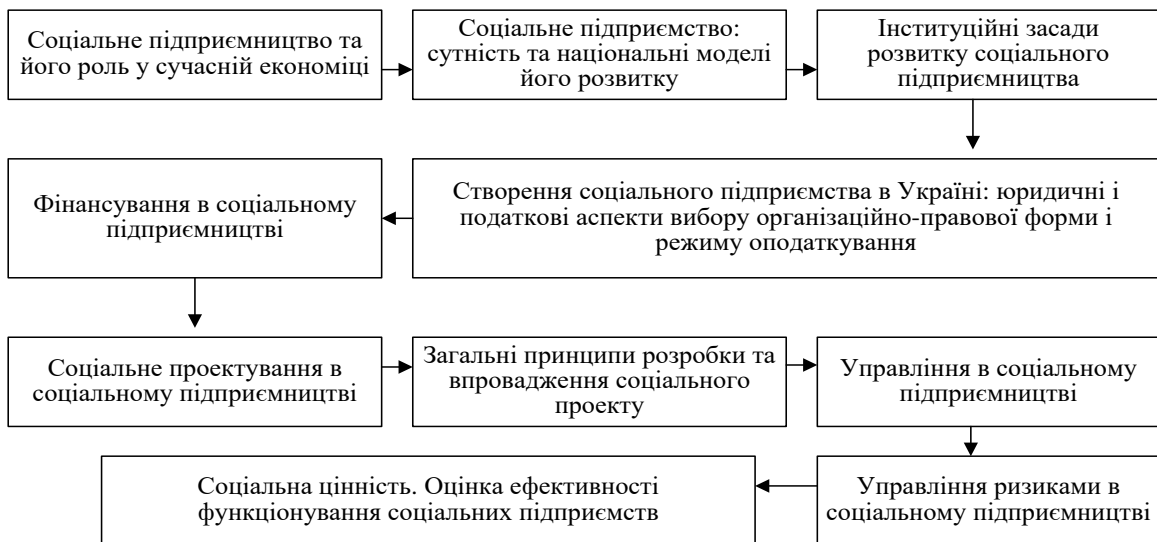 Соціальне підприємництво та
його роль у сучасній економіці
Соціальне підприємство:
сутність та національні моделі
його розвитку
Інституційні засади
розвитку соціального
підприємництва
Створення соціального підприємства в Україні: юридичні і
податкові аспекти вибору організаційно-правової форми і
режиму оподаткування
Фінансування в соціальному
підприємництві
Соціальне проектування в
соціальному підприємництві
Загальні принципи розробки та
впровадження соціального
проекту
Управління в соціальному
підприємництві
Управління ризиками в
соціальному підприємництві
Соціальна цінність. Оцінка ефективності
функціонування соціальних підприємств